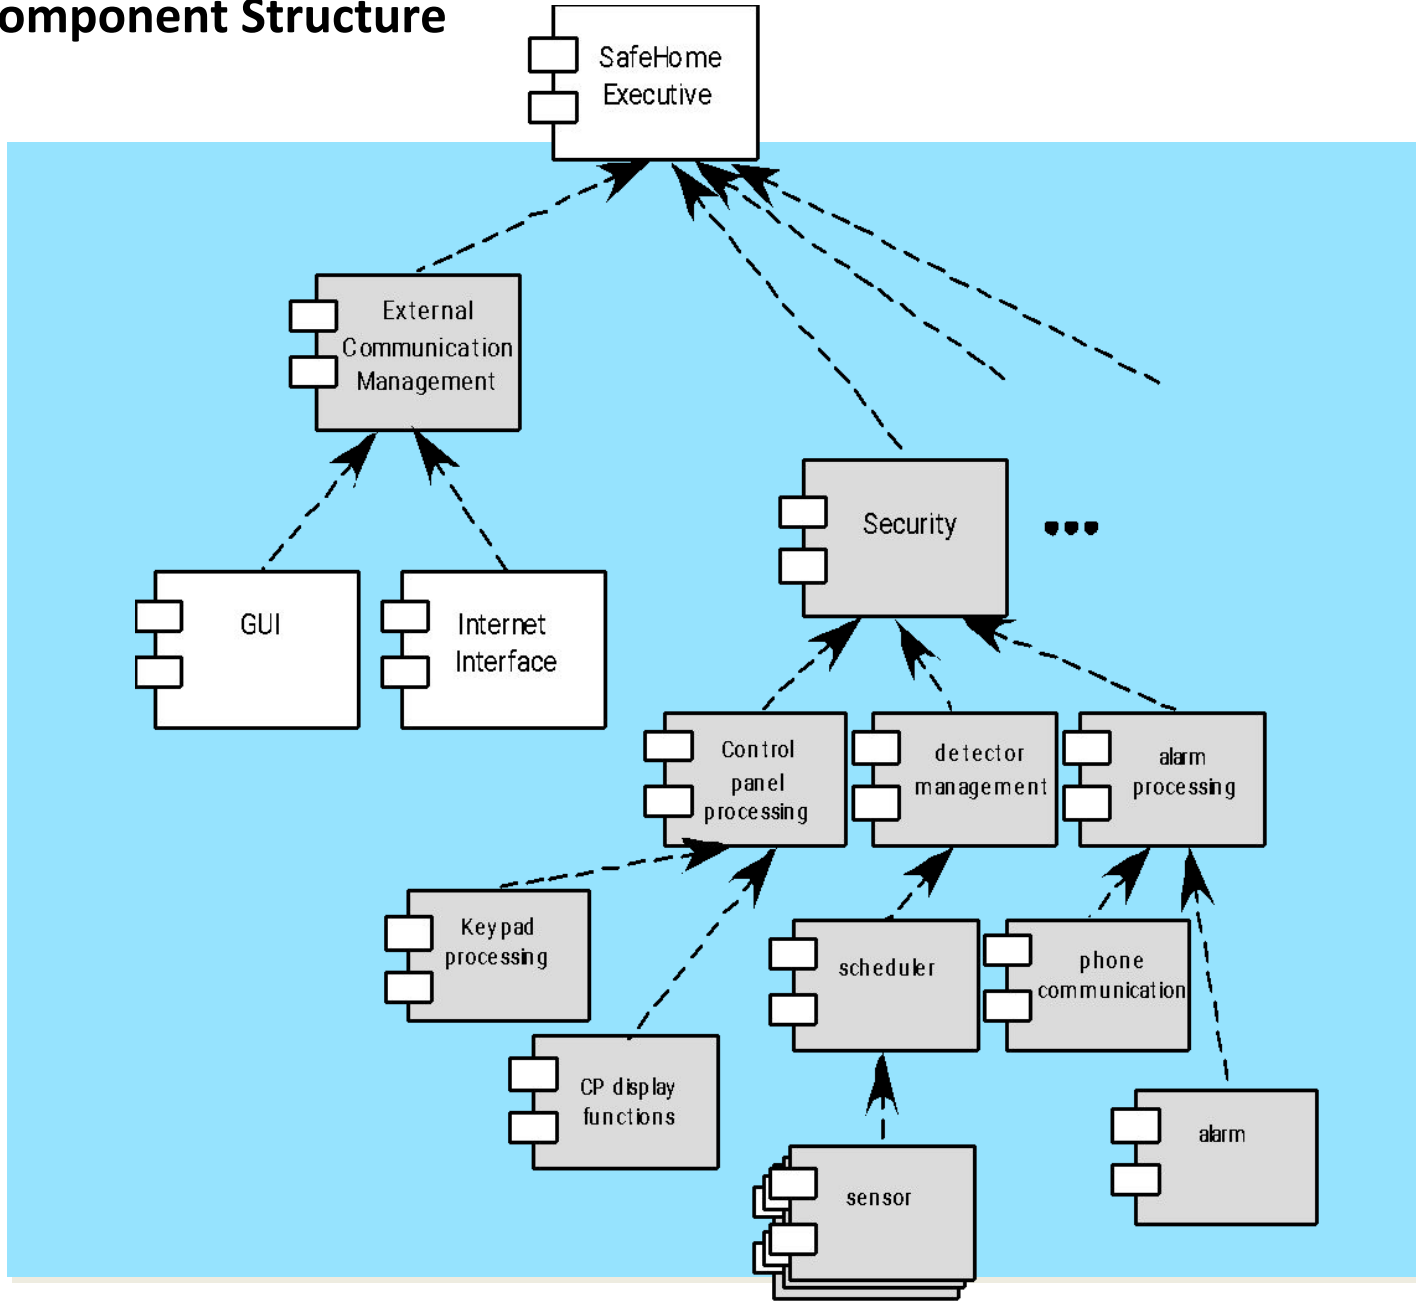 omponent Structure
SafeHome
Executive
External
Communication
Management
GUI
Internet
Interface
Security
...
Control
panel
processing
detector
management
alarm
processing
Keypad
processing
scheduler
phone
communication
CP display
functions
alarm
sensor